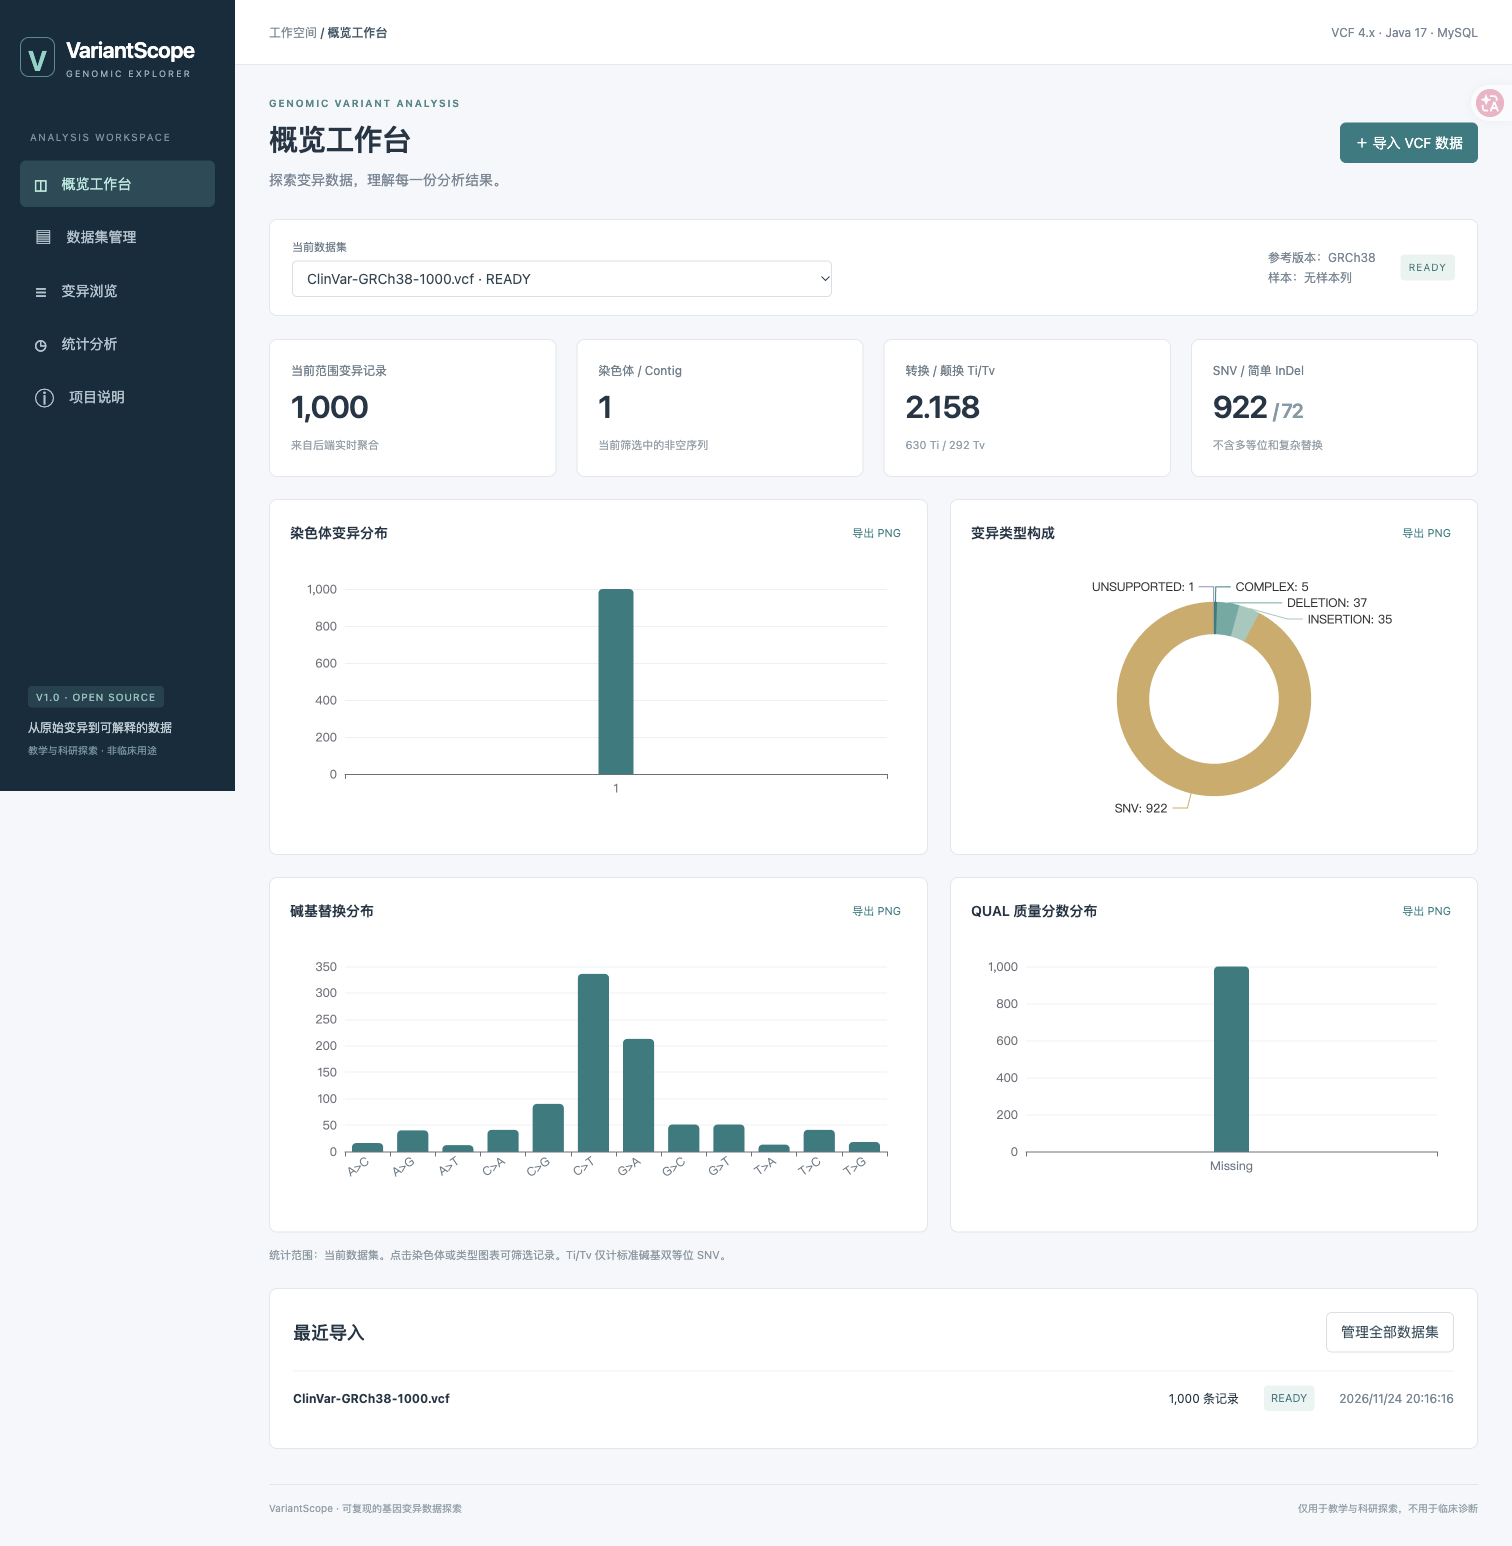 V
VariantScope
GENOMIC EXPLORER
ANALYSIS WORKSPACE
概览工作台
数据集管理
变异浏览
统计分析
项目说明
V1.0 · OPEN SOURCE
从原始变异到可解释的数据
教学与科研探索 · 非临床用途
工作空间 / 概览工作台
VCF 4.x · Java 17 · MySQL
GENOMIC VARIANT ANALYSIS
概览工作台
探索变异数据，理解每一份分析结果。
+ 导入 VCF 数据
当前数据集
ClinVar-GRCh38-1000.vcf · READY
参考版本：GRCh38
样本：无样本列
READY
当前范围变异记录
1,000
来自后端实时聚合
染色体 / Contig
1
当前筛选中的非空序列
转换 / 颠换 Ti/Tv
2.158
630 Ti / 292 Tv
SNV / 简单 InDel
922 / 72
不含多等位和复杂替换
染色体变异分布
导出 PNG
1,000
800
600
400
200
0
1
变异类型构成
导出 PNG
UNSUPPORTED: 1
COMPLEX: 5
DELETION: 37
INSERTION: 35
SNV: 922
碱基替换分布
导出 PNG
350
300
250
200
150
100
50
0
A>C
A>G
A>T
C>A
C>G
C>T
G>A
G>C
G>T
T>A
T>C
T>G
QUAL 质量分数分布
导出 PNG
1,000
800
600
400
200
0
Missing
统计范围：当前数据集。点击染色体或类型图表可筛选记录。Ti/Tv 仅计标准碱基双等位 SNV。
最近导入
管理全部数据集
ClinVar-GRCh38-1000.vcf
1,000 条记录
READY
2026/11/24 20:16:16
VariantScope · 可复现的基因变异数据探索
仅用于教学与科研探索，不用于临床诊断